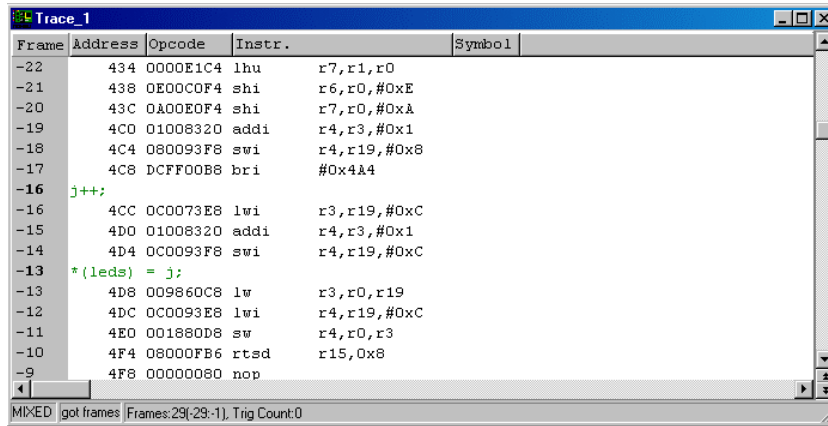 Trace_1
Frame Address Opcode Instr. Symbol
-22 434 0000E1C4 lhu r7,r1,r0
-21 438 0E00C0F4 shi r6,r0,#0xE
-20 43C 0A00E0F4 shi r7,r0,#0xA
-19 4C0 01008320 addi r4,r3,#0x1
-18 4C4 080093F8 swi r4,r19,#0x8
-17 4C8 DCFF00B8 bri #0x4A4
-16 j++;
-16 4CC 0C0073E8 lwi r3,r19,#0xC
-15 4D0 01008320 addi r4,r3,#0x1
-14 4D4 0C0093F8 swi r4,r19,#0xC
-13 *(leds) = j;
-13 4D8 009860C8 lw r3,r0,r19
-12 4DC 0C0093E8 lwi r4,r19,#0xC
-11 4E0 001880D8 sw r4,r0,r3
-10 4F4 08000FB6 rtsd r15,0x8
-9 4F8 00000080 nop
MIXED got frames Frames:29(-29:-1), Trig Count:0